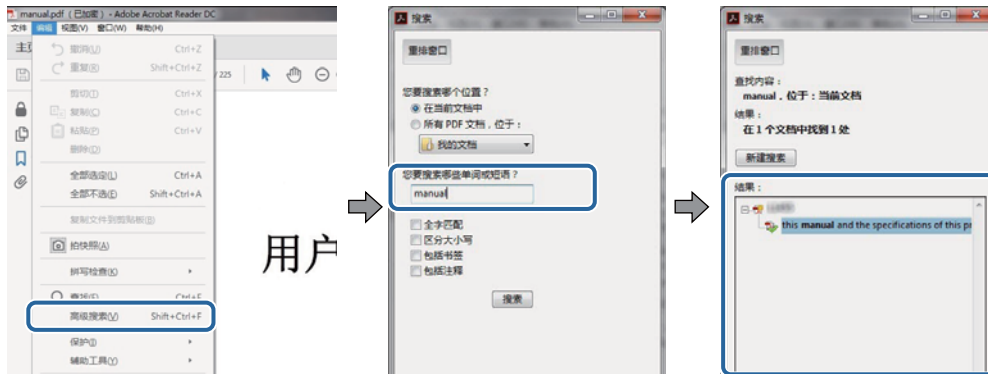 manual.pdf （已加密） - Adobe Acrobat Reader DC
文件 编辑 视图(V) 窗口(W) 帮助(H)
撤消(U) Ctrl+Z
重复(R) Shift+Ctrl+Z
/ 225
剪切(T) Ctrl+X
复制(C) Ctrl+C
粘贴(P) Ctrl+V
删除(D)
全部选定(L) Ctrl+A
全部不选(E) Shift+Ctrl+A
复制文件到剪贴板(B)
拍快照(A)
拼写检查(K)
查找(F) Ctrl+F
高级搜索(V) Shift+Ctrl+F
保护(I)
辅助工具(Y)
用户
搜索
重排窗口
您要搜索哪个位置？
在当前文档中
所有 PDF 文档，位于：
我的文档
您要搜索哪些单词或短语？
manual
全字匹配
区分大小写
包括书签
包括注释
搜索
搜索
重排窗口
查找内容：
manual，位于：当前文档
结果：
在 1 个文档中找到 1 处
新建搜索
结果：
this manual and the specifications of this pr